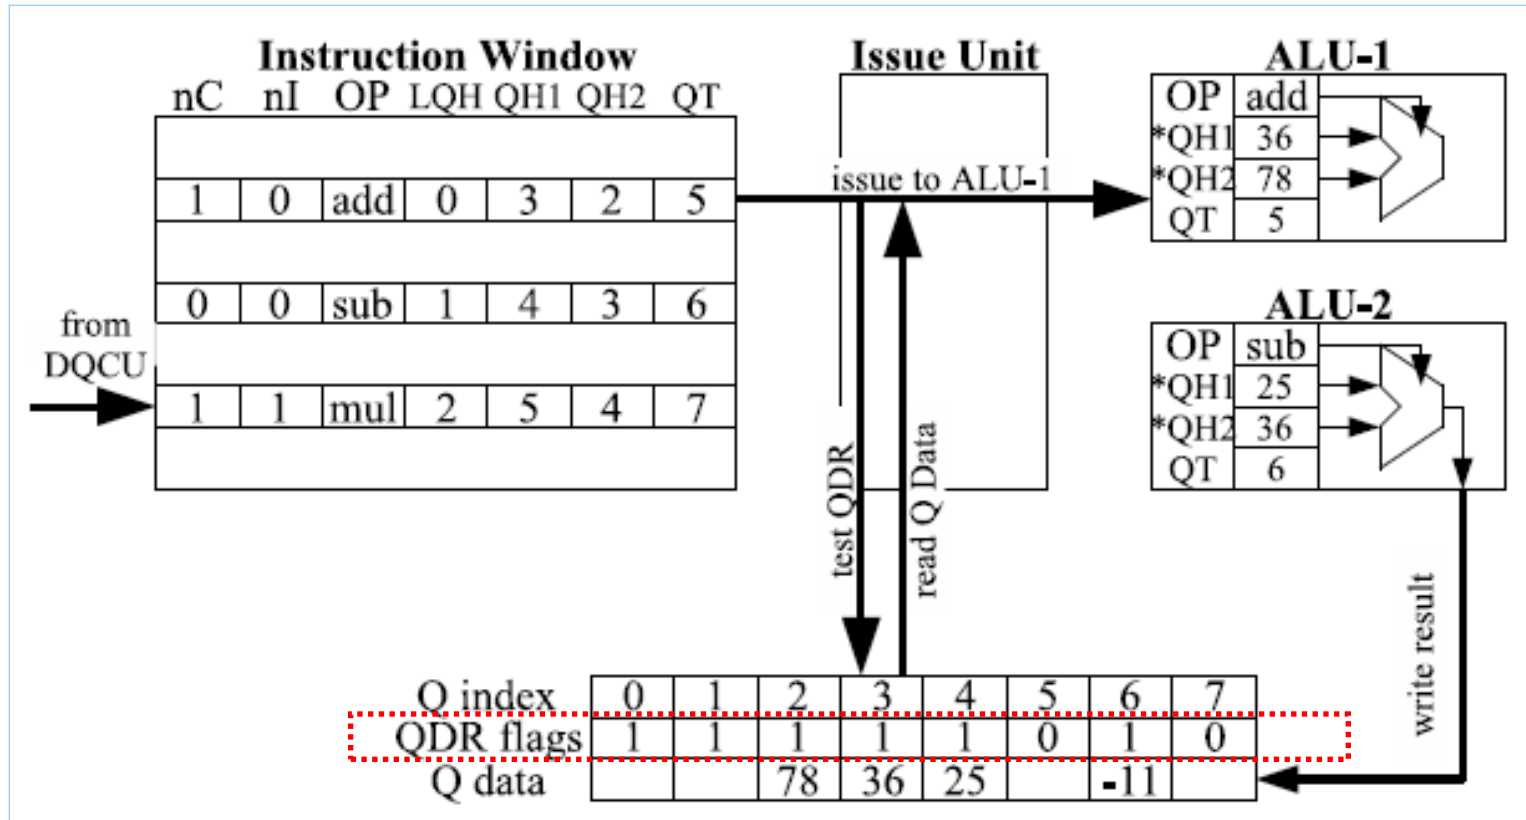 Instruction Window
nC nI OP LQH QH1 QH2 QT
1 0 add 0 3 2 5
0 0 sub 1 4 3 6
1 1 mul 2 5 4 7
from
DQCU
Issue Unit
issue to ALU-1
test QDR
read Q Data
ALU-1
OP add
*QH1 36
*QH2 78
QT 5
ALU-2
OP sub
*QH1 25
*QH2 36
QT 6
write result
Q index 0 1 2 3 4 5 6 7
QDR flags 1 1 1 1 1 0 1 0
Q data 78 36 25 -11